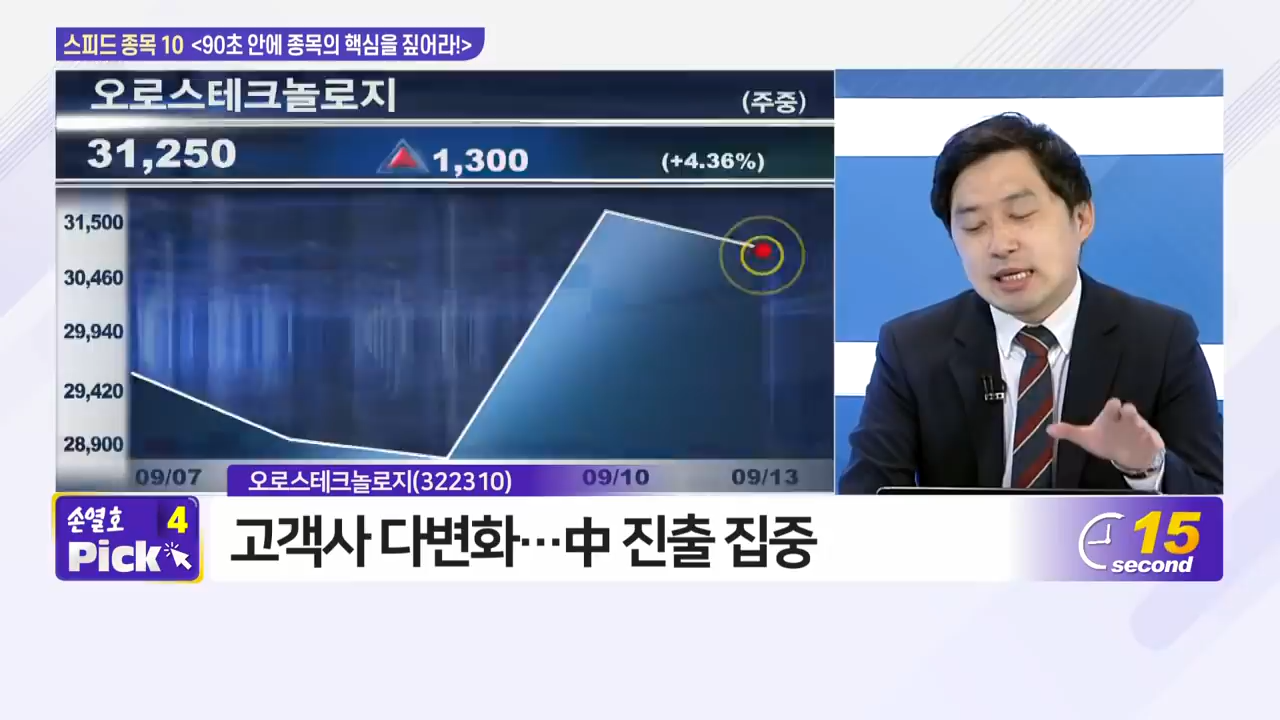 스피드 종목 10 <90초 안에 종목의 핵심을 짚어라!>
오로스테크놀로지
(주중)
31,250
1,300
(+4.36%)
31,500
30,460
29,940
29,420
28,900
09/07
09/10
09/13
오로스테크놀로지(322310)
손열호 4
Pick
고객사 다변화…中 진출 집중
15
second